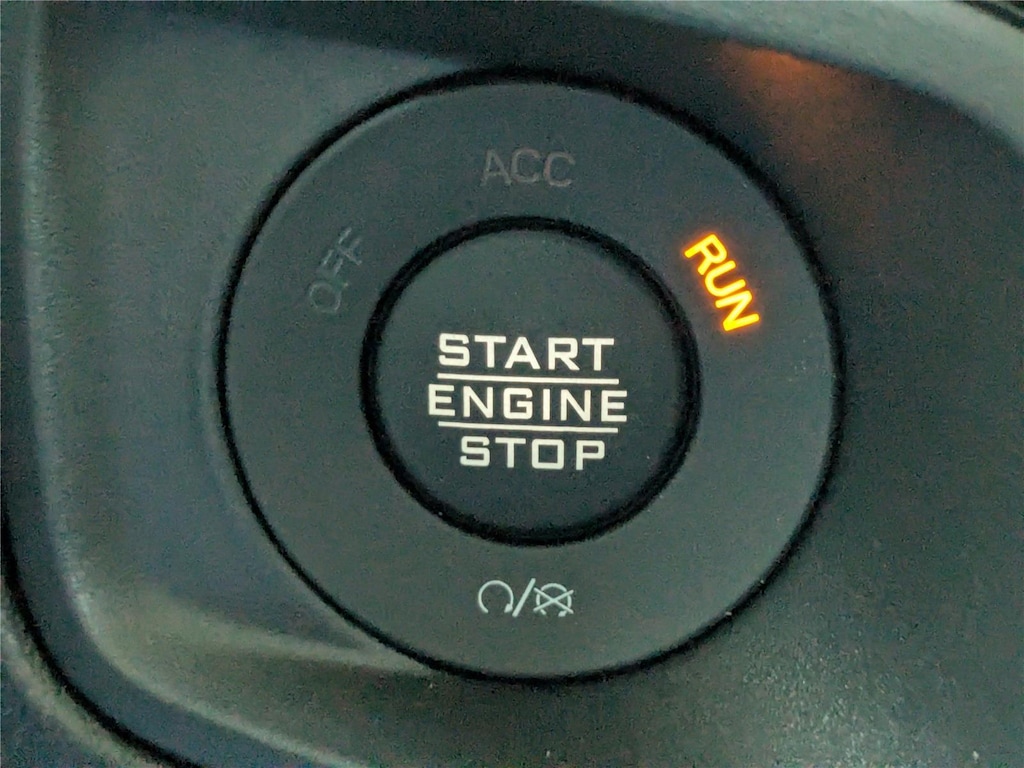 ACC
OFF
RUN
START
ENGINE
STOP